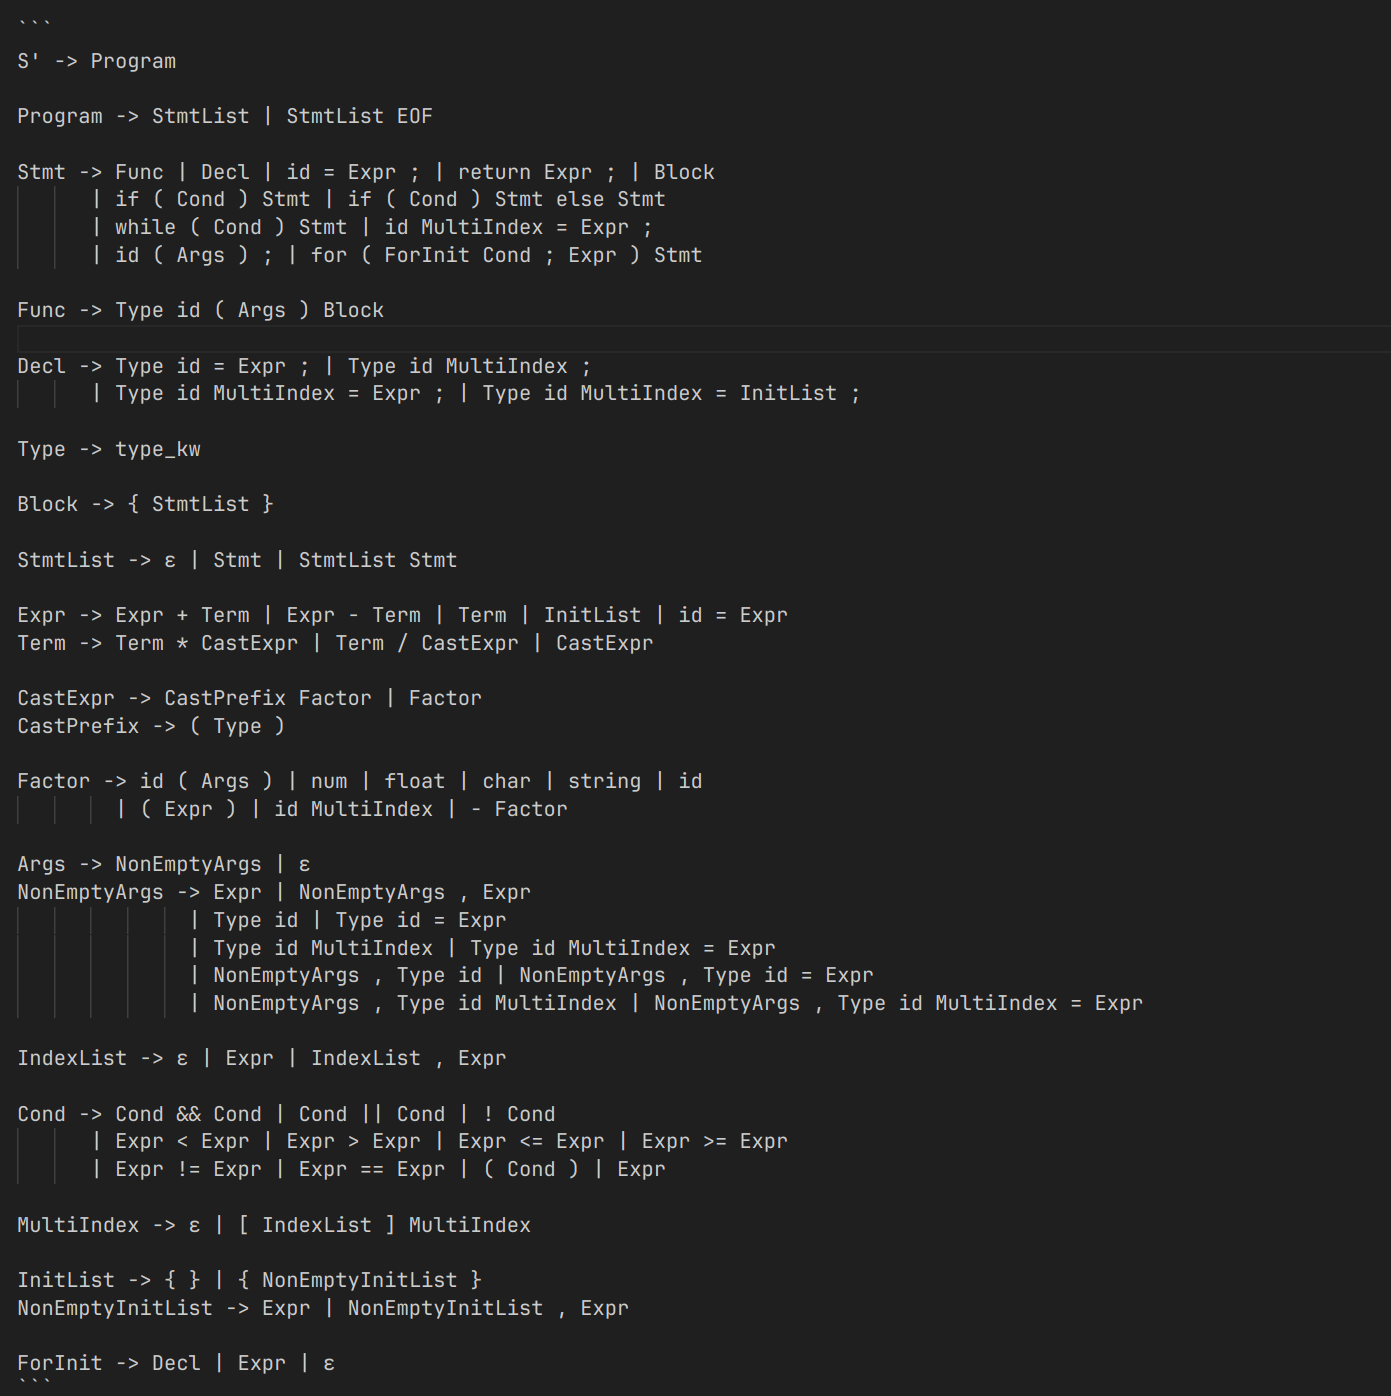 ```
S' -> Program
Program -> StmtList | StmtList EOF
Stmt -> Func | Decl | id = Expr ; | return Expr ; | Block
| if ( Cond ) Stmt | if ( Cond ) Stmt else Stmt
| while ( Cond ) Stmt | id MultiIndex = Expr ;
| id ( Args ) ; | for ( ForInit Cond ; Expr ) Stmt
Func -> Type id ( Args ) Block
Decl -> Type id = Expr ; | Type id MultiIndex ;
| Type id MultiIndex = Expr ; | Type id MultiIndex = InitList ;
Type -> type_kw
Block -> { StmtList }
StmtList -> ε | Stmt | StmtList Stmt
Expr -> Expr + Term | Expr - Term | Term | InitList | id = Expr
Term -> Term * CastExpr | Term / CastExpr | CastExpr
CastExpr -> CastPrefix Factor | Factor
CastPrefix -> ( Type )
Factor -> id ( Args ) | num | float | char | string | id
| ( Expr ) | id MultiIndex | - Factor
Args -> NonEmptyArgs | ε
NonEmptyArgs -> Expr | NonEmptyArgs , Expr
| Type id | Type id = Expr
| Type id MultiIndex | Type id MultiIndex = Expr
| NonEmptyArgs , Type id | NonEmptyArgs , Type id = Expr
| NonEmptyArgs , Type id MultiIndex | NonEmptyArgs , Type id MultiIndex = Expr
IndexList -> ε | Expr | IndexList , Expr
Cond -> Cond && Cond | Cond || Cond | ! Cond
| Expr < Expr | Expr > Expr | Expr <= Expr | Expr >= Expr
| Expr != Expr | Expr == Expr | ( Cond ) | Expr
MultiIndex -> ε | [ IndexList ] MultiIndex
InitList -> { } | { NonEmptyInitList }
NonEmptyInitList -> Expr | NonEmptyInitList , Expr
ForInit -> Decl | Expr | ε
```